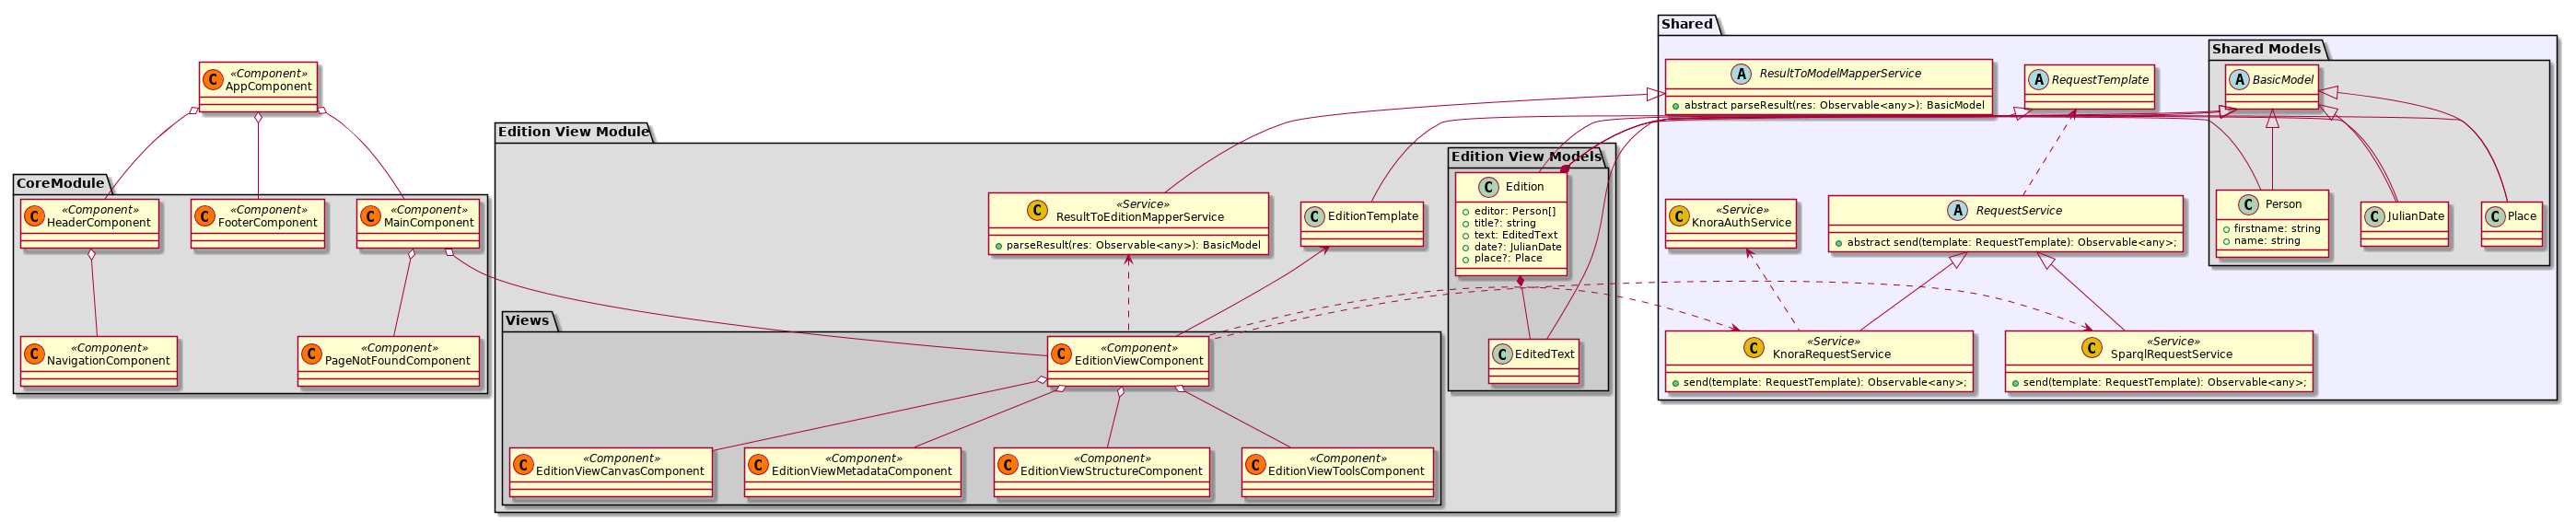 «Component»
AppComponent
CoreModule
«Component»
HeaderComponent
«Component»
FooterComponent
«Component»
MainComponent
«Component»
NavigationComponent
«Component»
PageNotFoundComponent
Edition View Module
«Service»
ResultToEditionMapperService
parseResult(res: Observable<any>): BasicModel
EditionTemplate
Edition View Models
Edition
editor: Person[]
title?: string
text: EditedText
date?: JulianDate
place?: Place
EditedText
Views
«Component»
EditionViewComponent
«Component»
EditionViewCanvasComponent
«Component»
EditionViewMetadataComponent
«Component»
EditionViewStructureComponent
«Component»
EditionViewToolsComponent
Shared
ResultToModelMapperService
abstract parseResult(res: Observable<any>): BasicModel
RequestTemplate
«Service»
KnoraAuthService
RequestService
abstract send(template: RequestTemplate): Observable<any>;
«Service»
KnoraRequestService
send(template: RequestTemplate): Observable<any>;
«Service»
SparqlRequestService
send(template: RequestTemplate): Observable<any>;
Shared Models
BasicModel
Person
firstname: string
name: string
JulianDate
Place